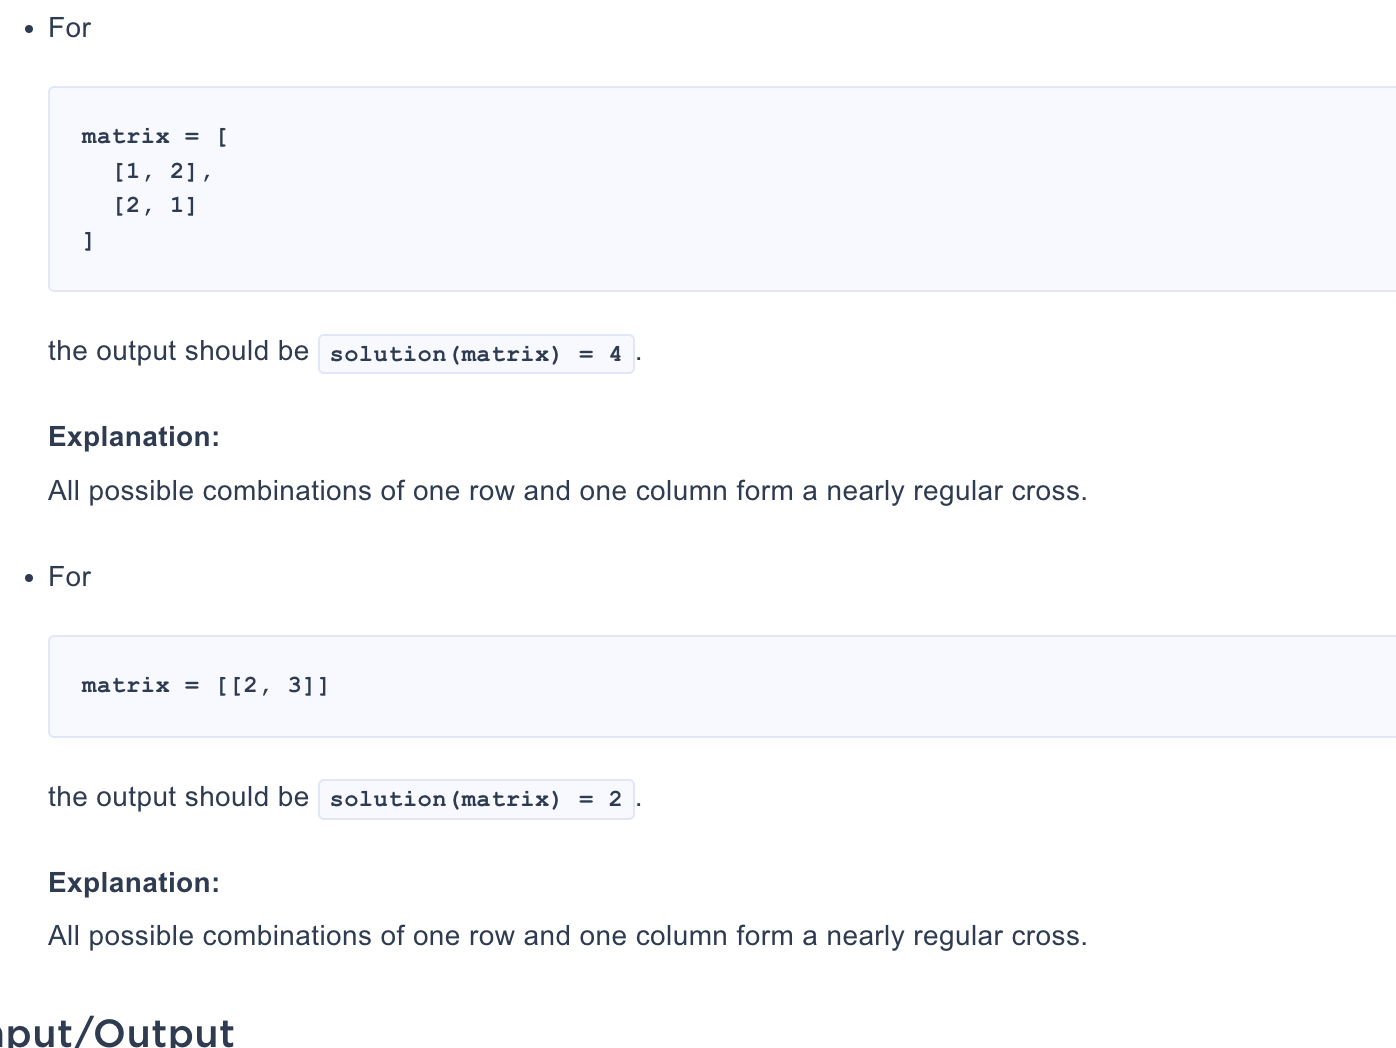 • For
matrix = [
[1, 2],
[2, 1]
]
the output should be solution(matrix) = 4.
Explanation:
All possible combinations of one row and one column form a nearly regular cross.
• For
matrix = [[2, 3]]
the output should be solution(matrix) = 2.
Explanation:
All possible combinations of one row and one column form a nearly regular cross.
nput/Output